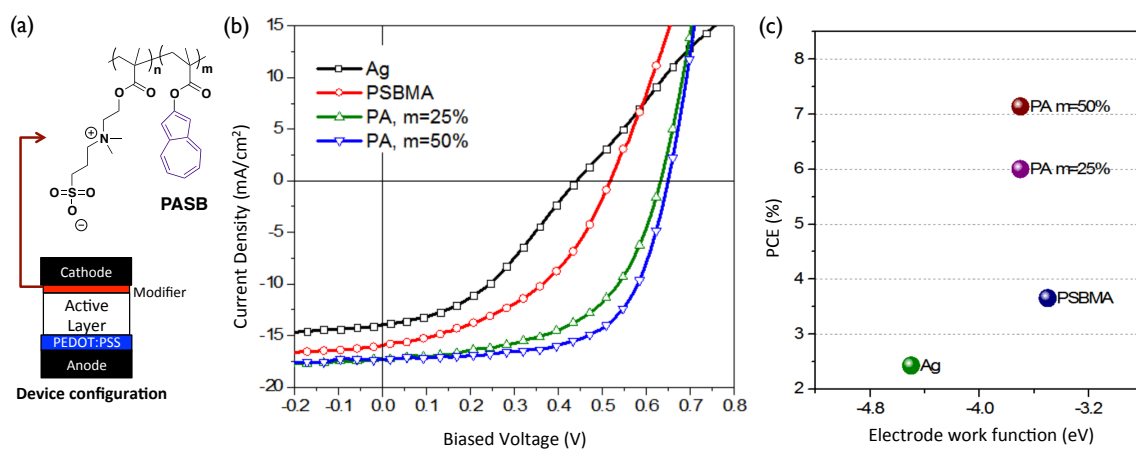 (a)
n
m
O
O
O
O
⊕
N
O
S
O
O
⊖
PASB
Cathode
Modifier
Active
Layer
PEDOT:PSS
Anode
Device configuration
(b)
Current Density (mA/cm²)
15
10
5
0
-5
-10
-15
-20
Ag
PSBMA
PA, m=25%
PA, m=50%
-0.2
0.0
0.1
0.2
0.3
0.4
0.5
0.6
0.7
0.8
Biased Voltage (V)
(c)
PCE (%)
8
7
6
5
4
3
2
PA m=50%
PA m=25%
PSBMA
Ag
-4.8
-4.0
-3.2
Electrode work function (eV)